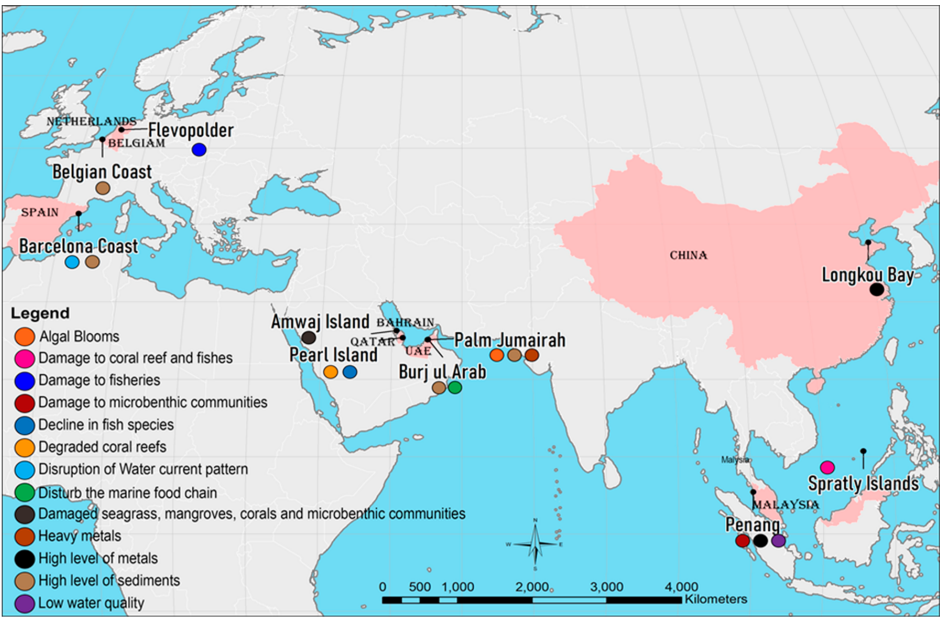 NETHERLANDS
Flevopolder
BELGIAM
Belgian Coast
SPAIN
Barcelona Coast
CHINA
Longkou Bay
Amwaj Island
BAHRAIN
QATAR
Palm Jumairah
Pearl Island
UAE
Burj ul Arab
Malysia
Spratly Islands
MALAYSIA
Penang
Legend
Algal Blooms
Damage to coral reef and fishes
Damage to fisheries
Damage to microbenthic communities
Decline in fish species
Degraded coral reefs
Disruption of Water current pattern
Disturb the marine food chain
Damaged seagrass, mangroves, corals and microbenthic communities
Heavy metals
High level of metals
High level of sediments
Low water quality
N
W E
S
0 500 1,000 2,000 3,000 4,000
Kilometers